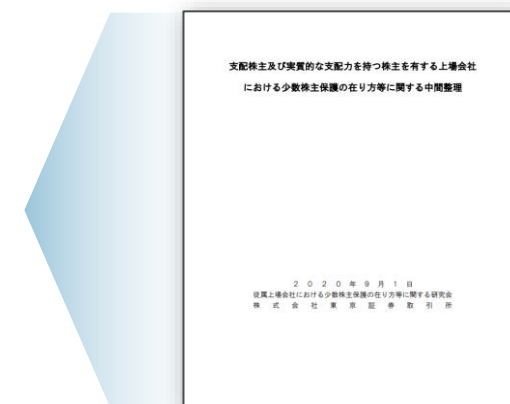 支配株主及び実質的な支配力を持つ株主を有する上場会社
における少数株主保護の在り方等に関する中間整理
２０２０年９月１日
従属上場会社における少数株主保護の在り方等に関する研究会
株式会社東京証券取引所